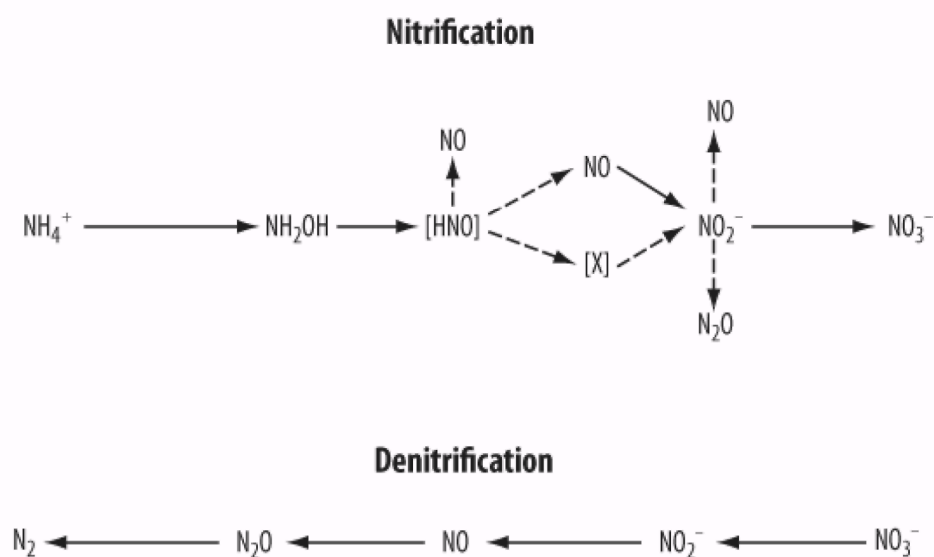 Nitrification
NO
NO
NO
NH₄⁺ NH₂OH [HNO] NO₂⁻ NO₃⁻
[X]
N₂O
Denitrification
N₂ N₂O NO NO₂⁻ NO₃⁻